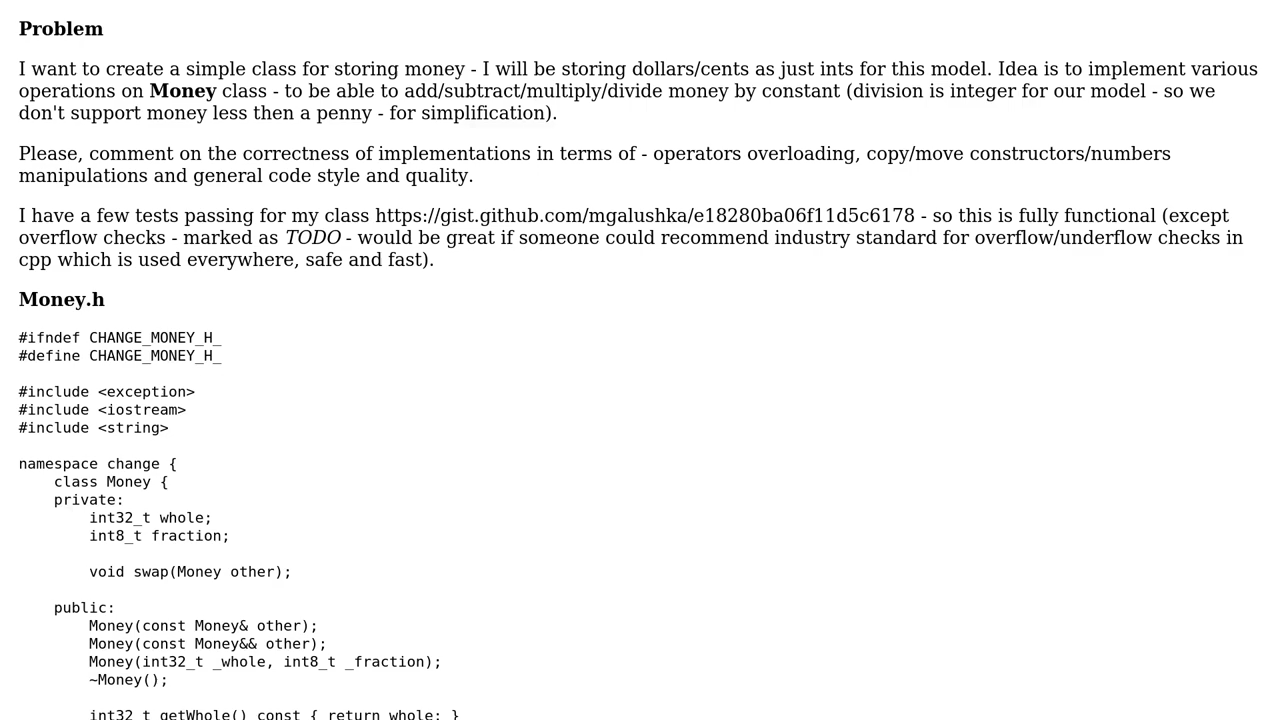 Problem
I want to create a simple class for storing money - I will be storing dollars/cents as just ints for this model. Idea is to implement various
operations on Money class - to be able to add/subtract/multiply/divide money by constant (division is integer for our model - so we
don't support money less then a penny - for simplification).
Please, comment on the correctness of implementations in terms of - operators overloading, copy/move constructors/numbers
manipulations and general code style and quality.
I have a few tests passing for my class https://gist.github.com/mgalushka/e18280ba06f11d5c6178 - so this is fully functional (except
overflow checks - marked as TODO - would be great if someone could recommend industry standard for overflow/underflow checks in
cpp which is used everywhere, safe and fast).
Money.h
#ifndef CHANGE_MONEY_H_
#define CHANGE_MONEY_H_
#include <exception>
#include <iostream>
#include <string>
namespace change {
class Money {
private:
int32_t whole;
int8_t fraction;
void swap(Money other);
public:
Money(const Money& other);
Money(const Money&& other);
Money(int32_t _whole, int8_t _fraction);
~Money();
int32_t getWhole() const { return whole; }